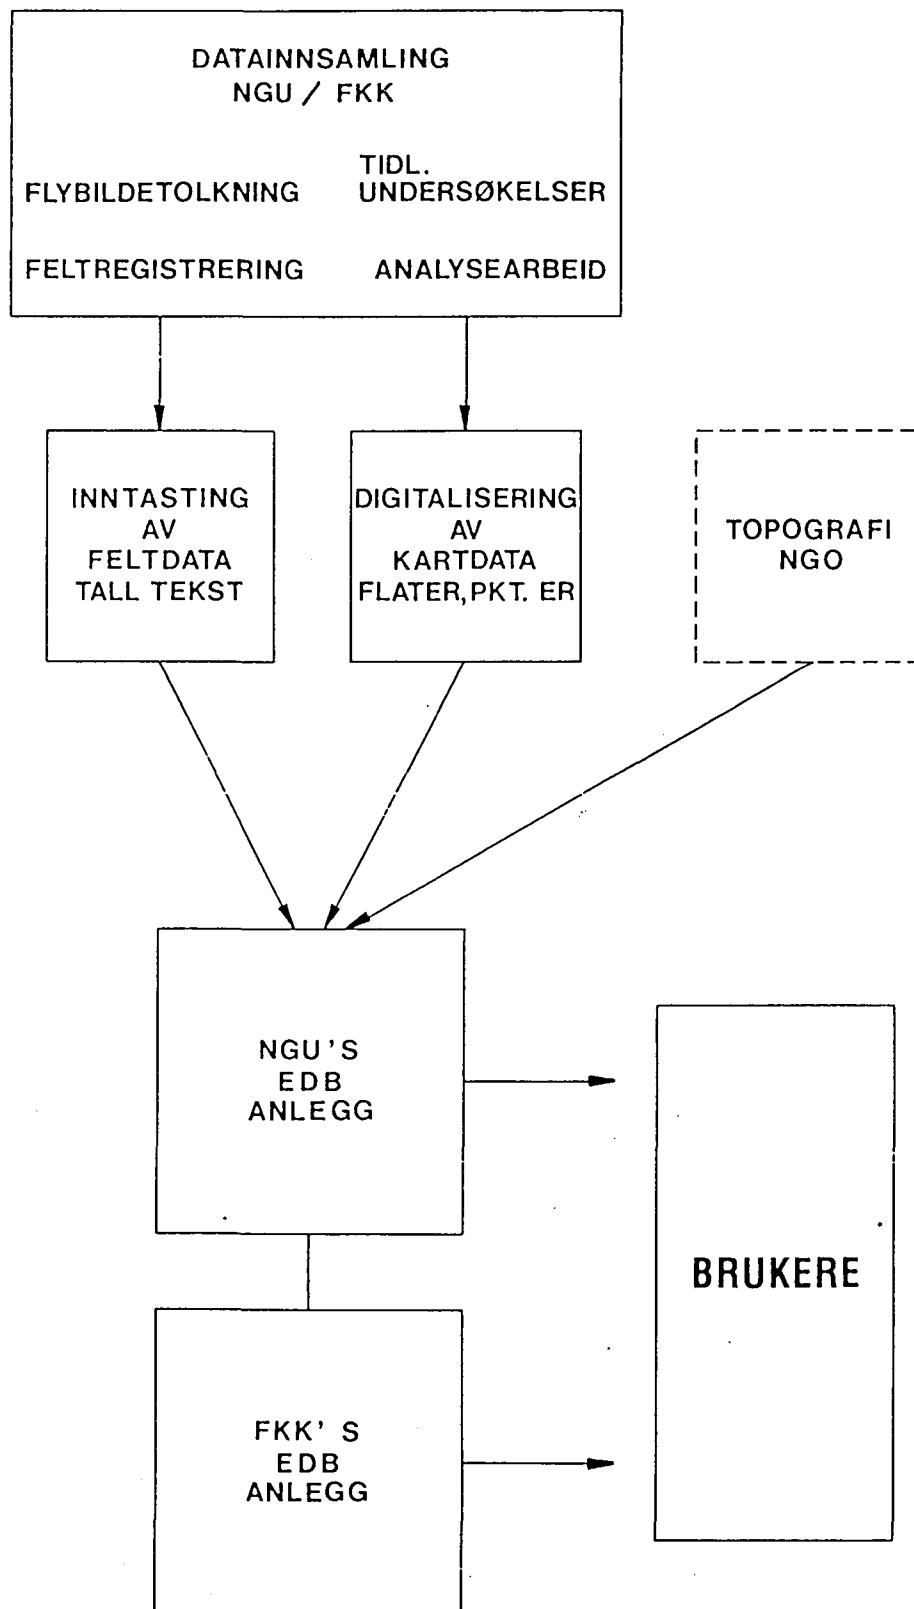 DATAINNSAMLING
NGU / FKK
FLYBILDETOLKNING
TIDL.
UNDERSØKELSER
FELTREGISTRERING
ANALYSEARBEID
INNTASTING
AV
FELTDATA
TALL TEKST
DIGITALISERING
AV
KARTDATA
FLATER, PKT. ER
TOPOGRAFI
NGO
NGU'S
EDB
ANLEGG
BRUKERE
FKK'S
EDB
ANLEGG